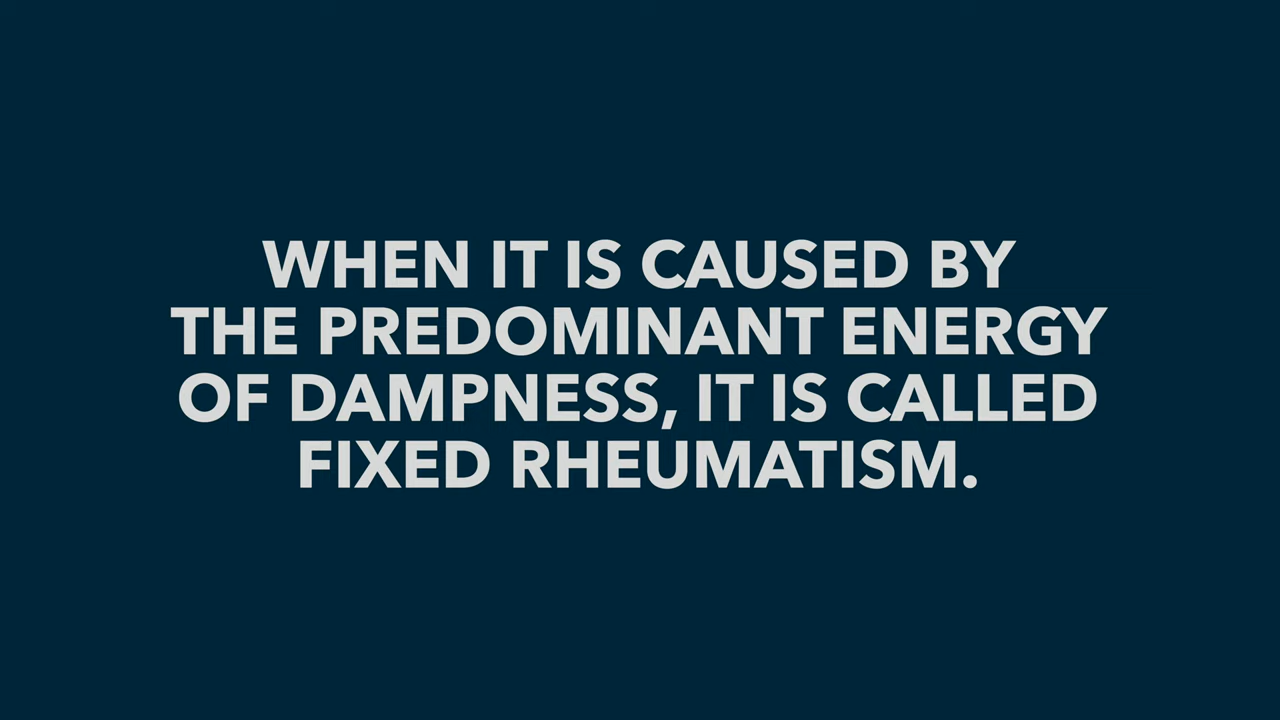 WHEN IT IS CAUSED BY
THE PREDOMINANT ENERGY
OF DAMPNESS, IT IS CALLED
FIXED RHEUMATISM.